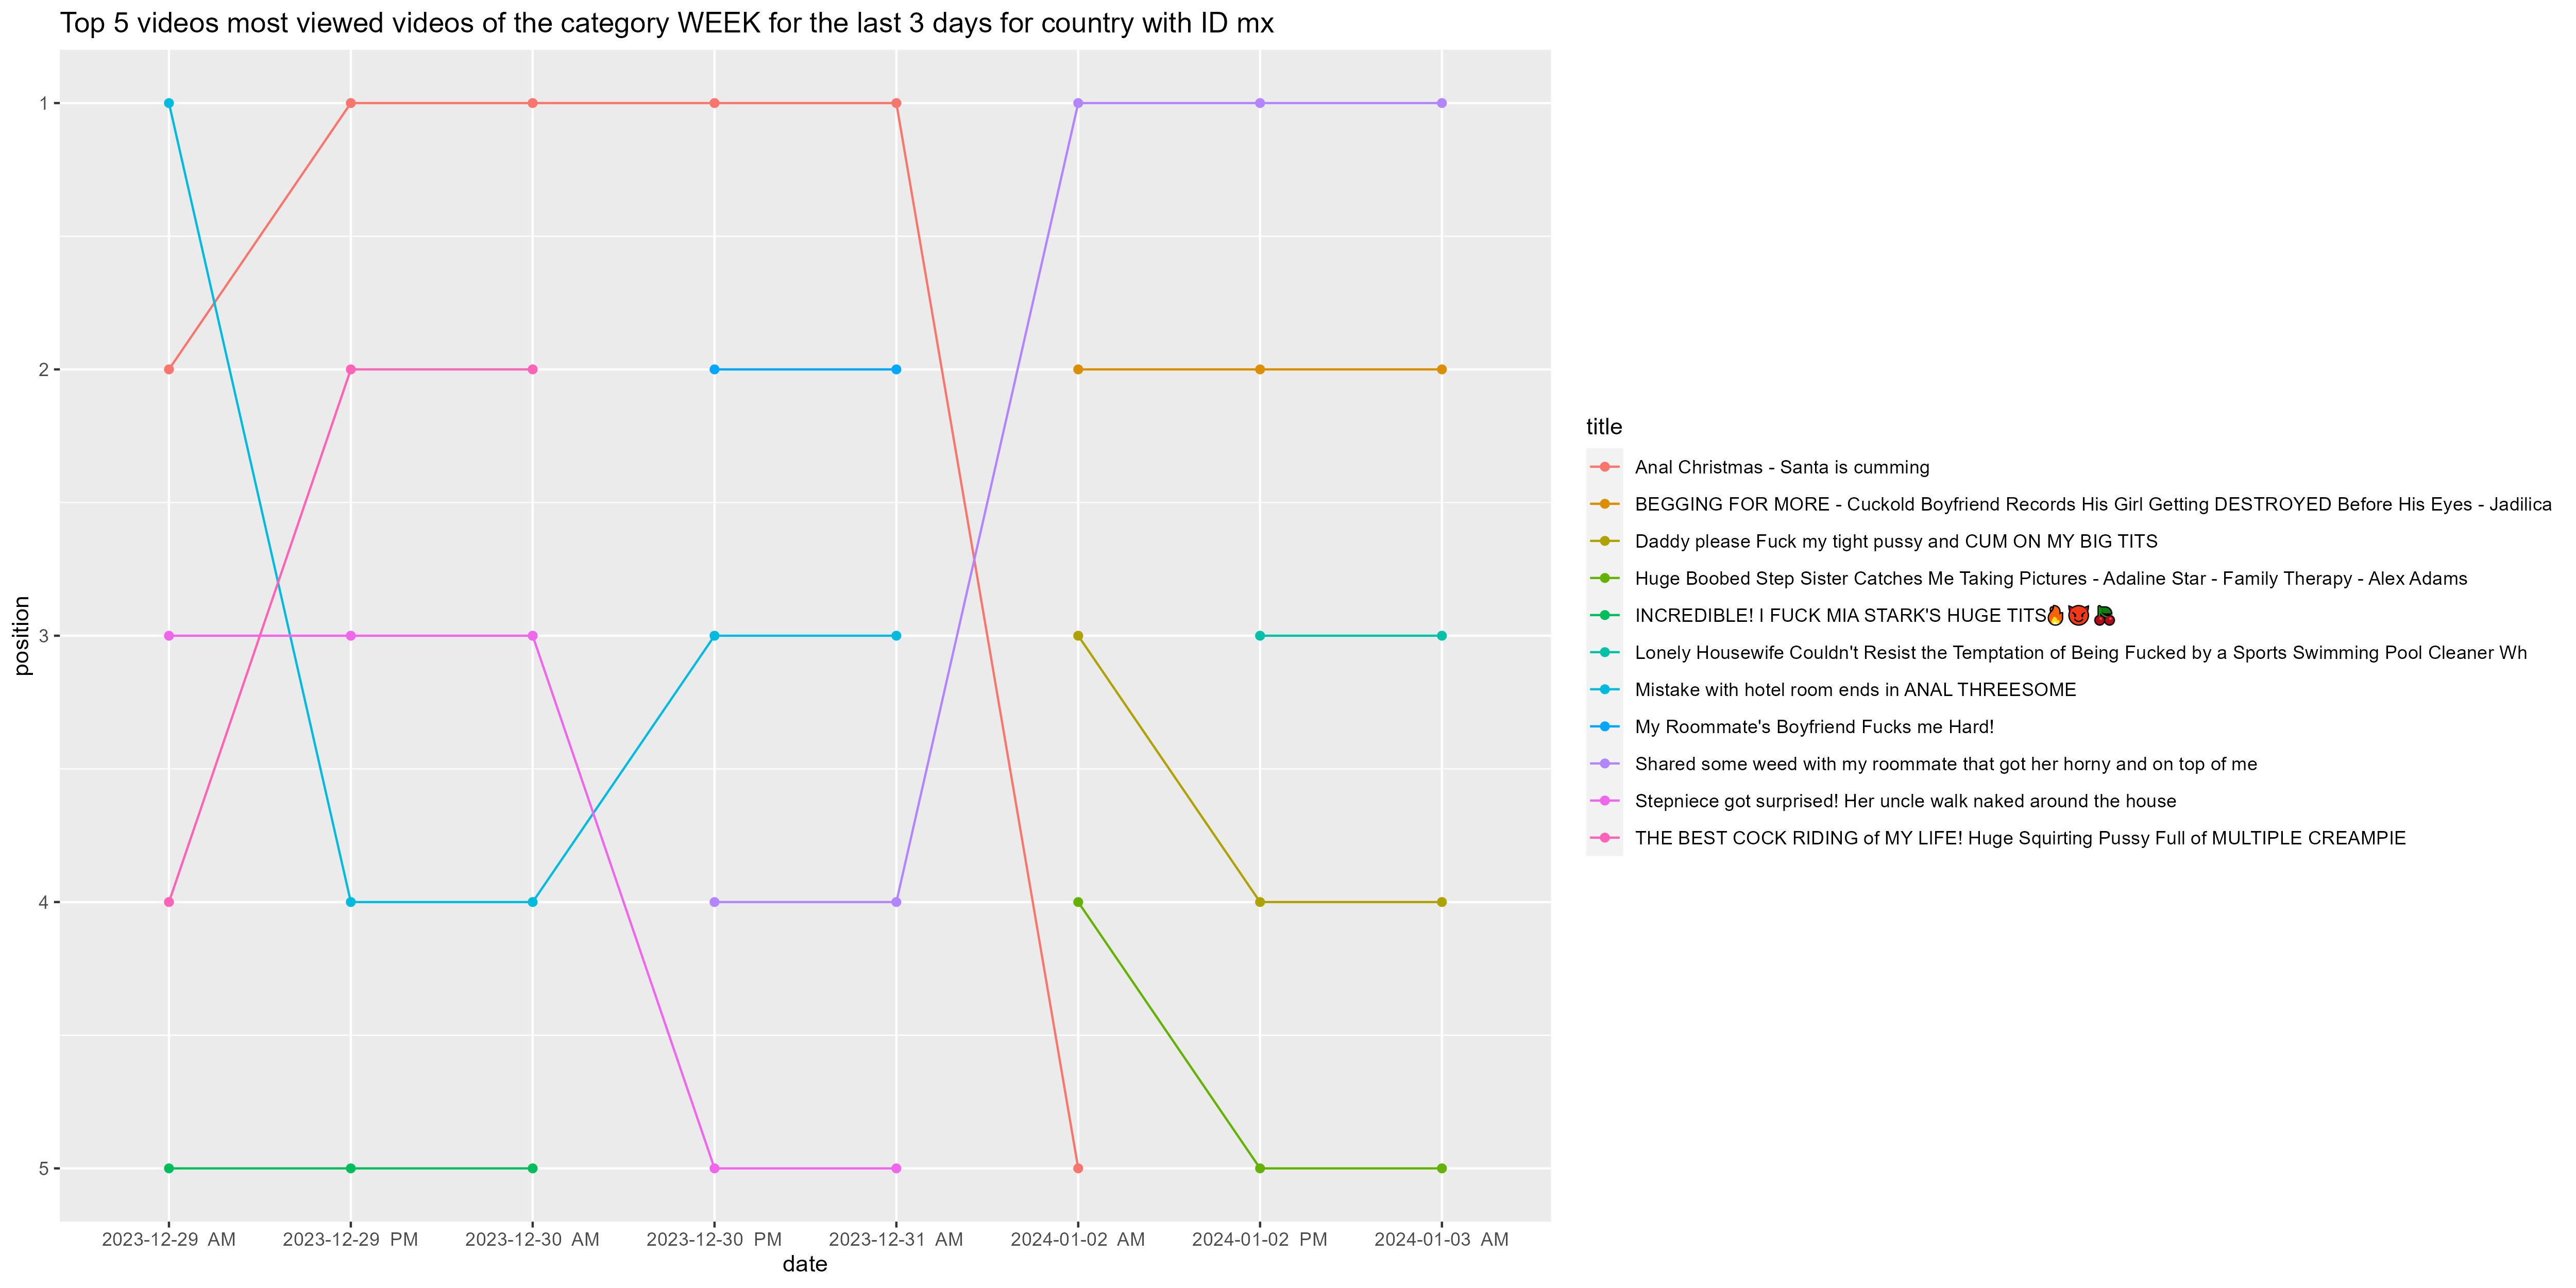 Top 5 videos most viewed videos of the category WEEK for the last 3 days for country with ID mx
position
1
2
3
4
5
2023-12-29 AM
2023-12-29 PM
2023-12-30 AM
2023-12-30 PM
2023-12-31 AM
2024-01-02 AM
2024-01-02 PM
2024-01-03 AM
date
title
Anal Christmas - Santa is cumming
BEGGING FOR MORE - Cuckold Boyfriend Records His Girl Getting DESTROYED Before His Eyes - Jadilica
Daddy please Fuck my tight pussy and CUM ON MY BIG TITS
Huge Boobed Step Sister Catches Me Taking Pictures - Adaline Star - Family Therapy - Alex Adams
INCREDIBLE! I FUCK MIA STARK'S HUGE TITS🔥😈🍒
Lonely Housewife Couldn't Resist the Temptation of Being Fucked by a Sports Swimming Pool Cleaner Wh
Mistake with hotel room ends in ANAL THREESOME
My Roommate's Boyfriend Fucks me Hard!
Shared some weed with my roommate that got her horny and on top of me
Stepniece got surprised! Her uncle walk naked around the house
THE BEST COCK RIDING of MY LIFE! Huge Squirting Pussy Full of MULTIPLE CREAMPIE